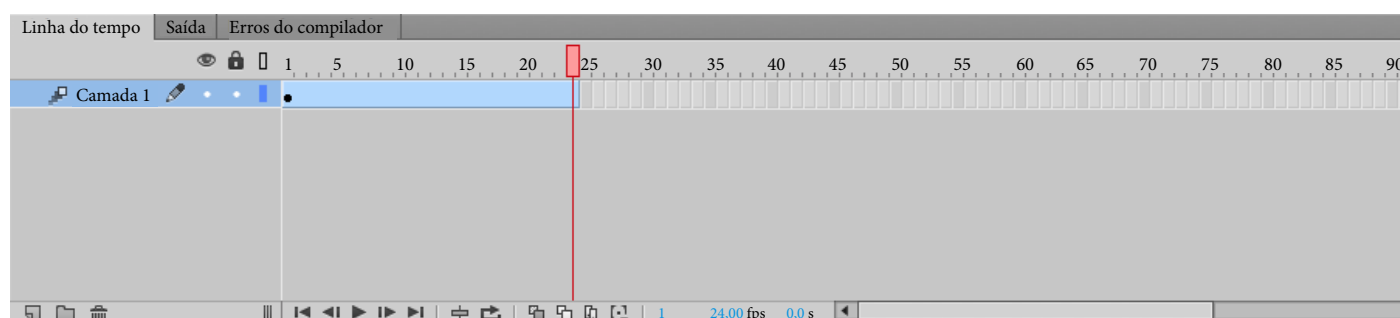 Linha do tempo Saída Erros do compilador
1 5 10 15 20 25 30 35 40 45 50 55 60 65 70 75 80 85 90
Camada 1
1 24.00 fps 0.0 s